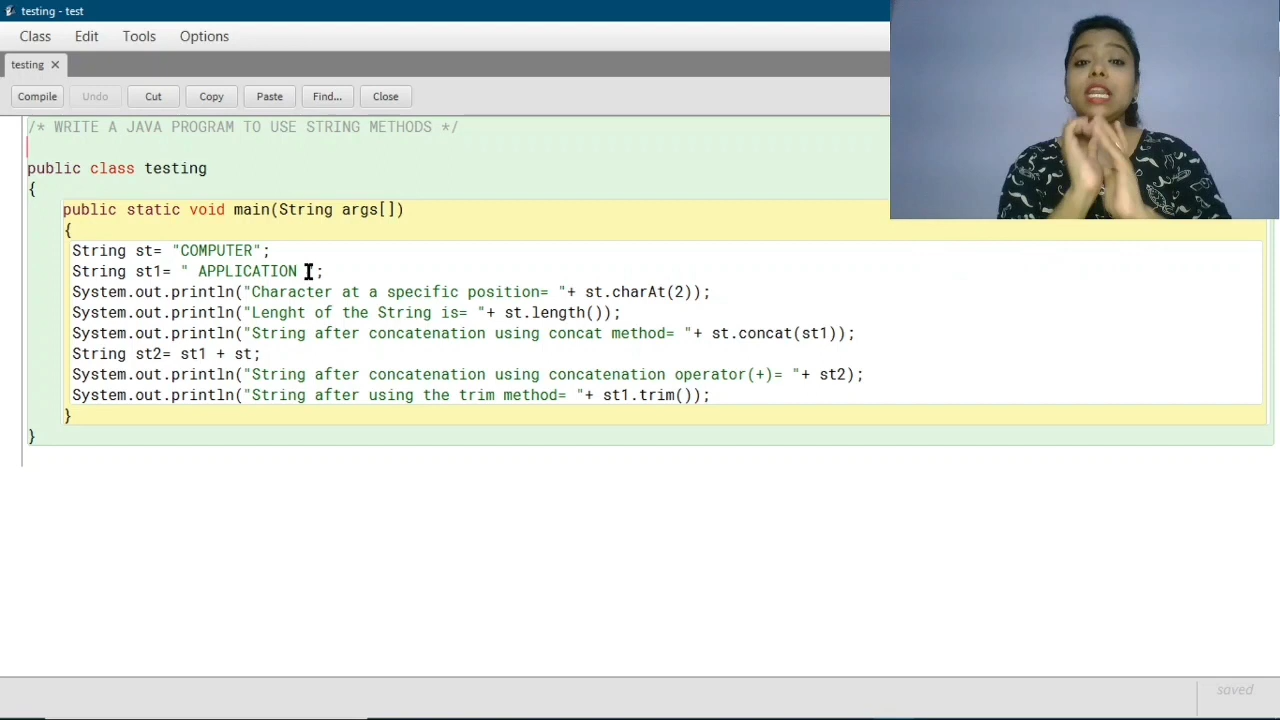 testing - test
Class Edit Tools Options
testing ✕
Compile Undo Cut Copy Paste Find... Close
/* WRITE A JAVA PROGRAM TO USE STRING METHODS */
public class testing
{
public static void main(String args[])
{
String st= "COMPUTER";
String st1= " APPLICATION ";
System.out.println("Character at a specific position= "+ st.charAt(2));
System.out.println("Lenght of the String is= "+ st.length());
System.out.println("String after concatenation using concat method= "+ st.concat(st1));
String st2= st1 + st;
System.out.println("String after concatenation using concatenation operator(+)= "+ st2);
System.out.println("String after using the trim method= "+ st1.trim());
}
}
saved